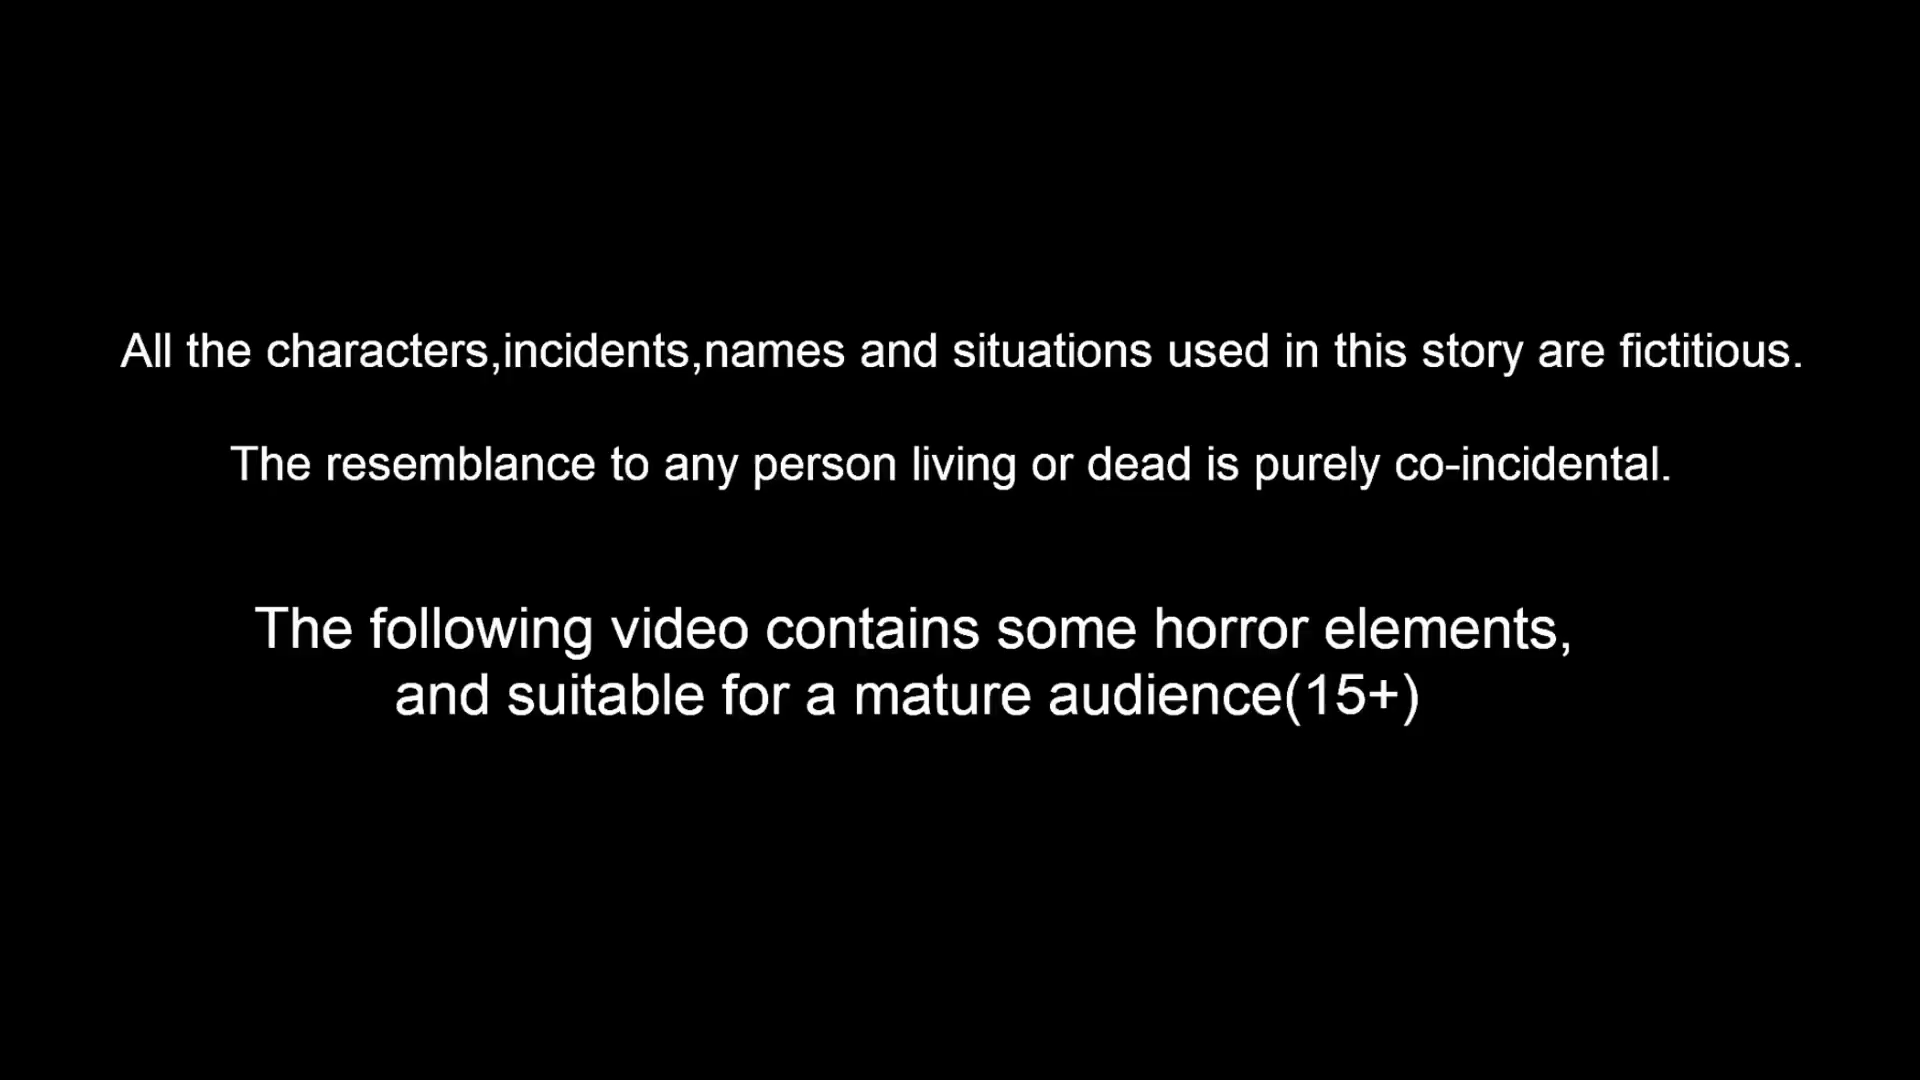 All the characters,incidents,names and situations used in this story are fictitious.
The resemblance to any person living or dead is purely co-incidental.
The following video contains some horror elements,
and suitable for a mature audience(15+)